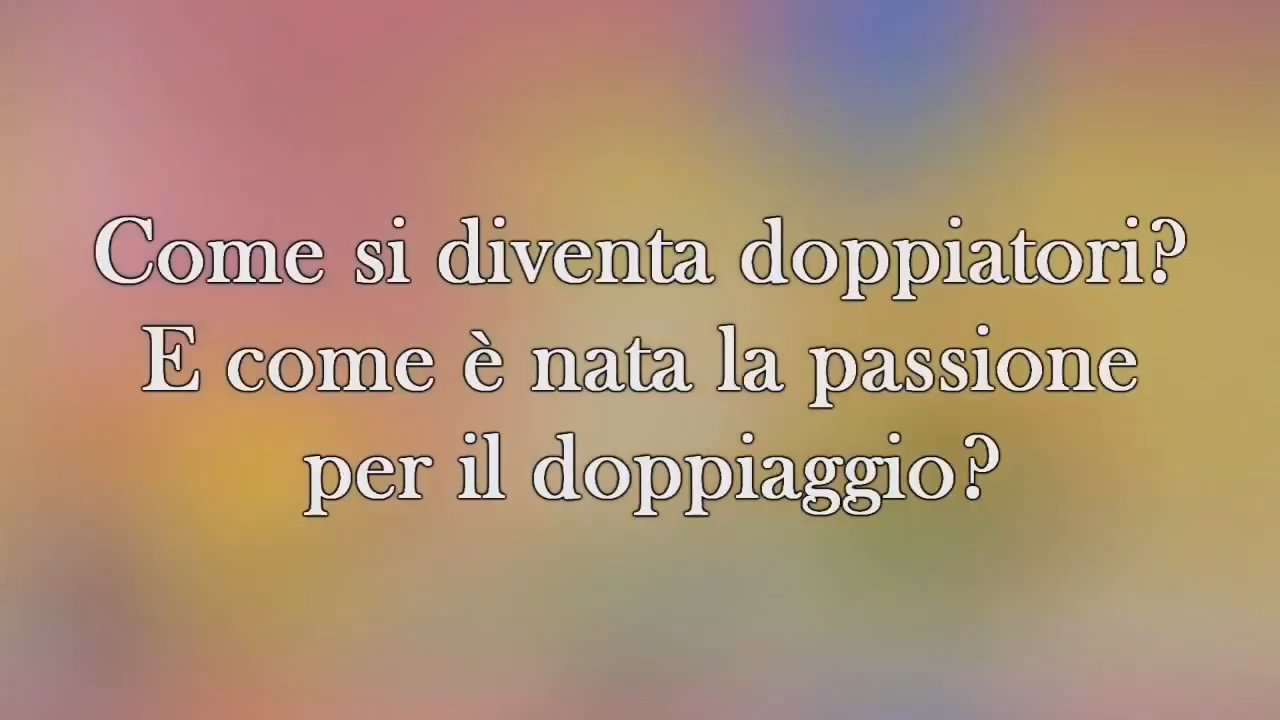 Come si diventa doppiatori?
E come è nata la passione
per il doppiaggio?